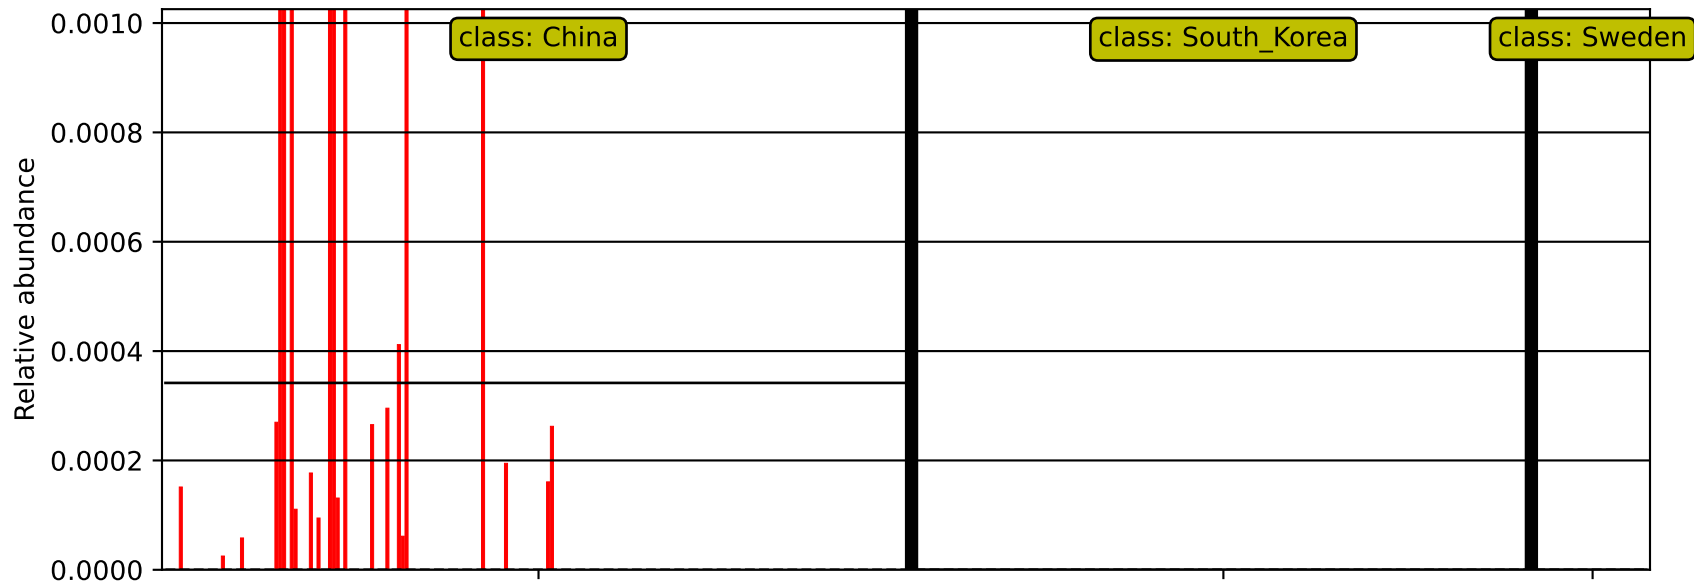 class: China
class: South_Korea
class: Sweden
0.0010
0.0008
0.0006
0.0004
0.0002
0.0000
Relative abundance